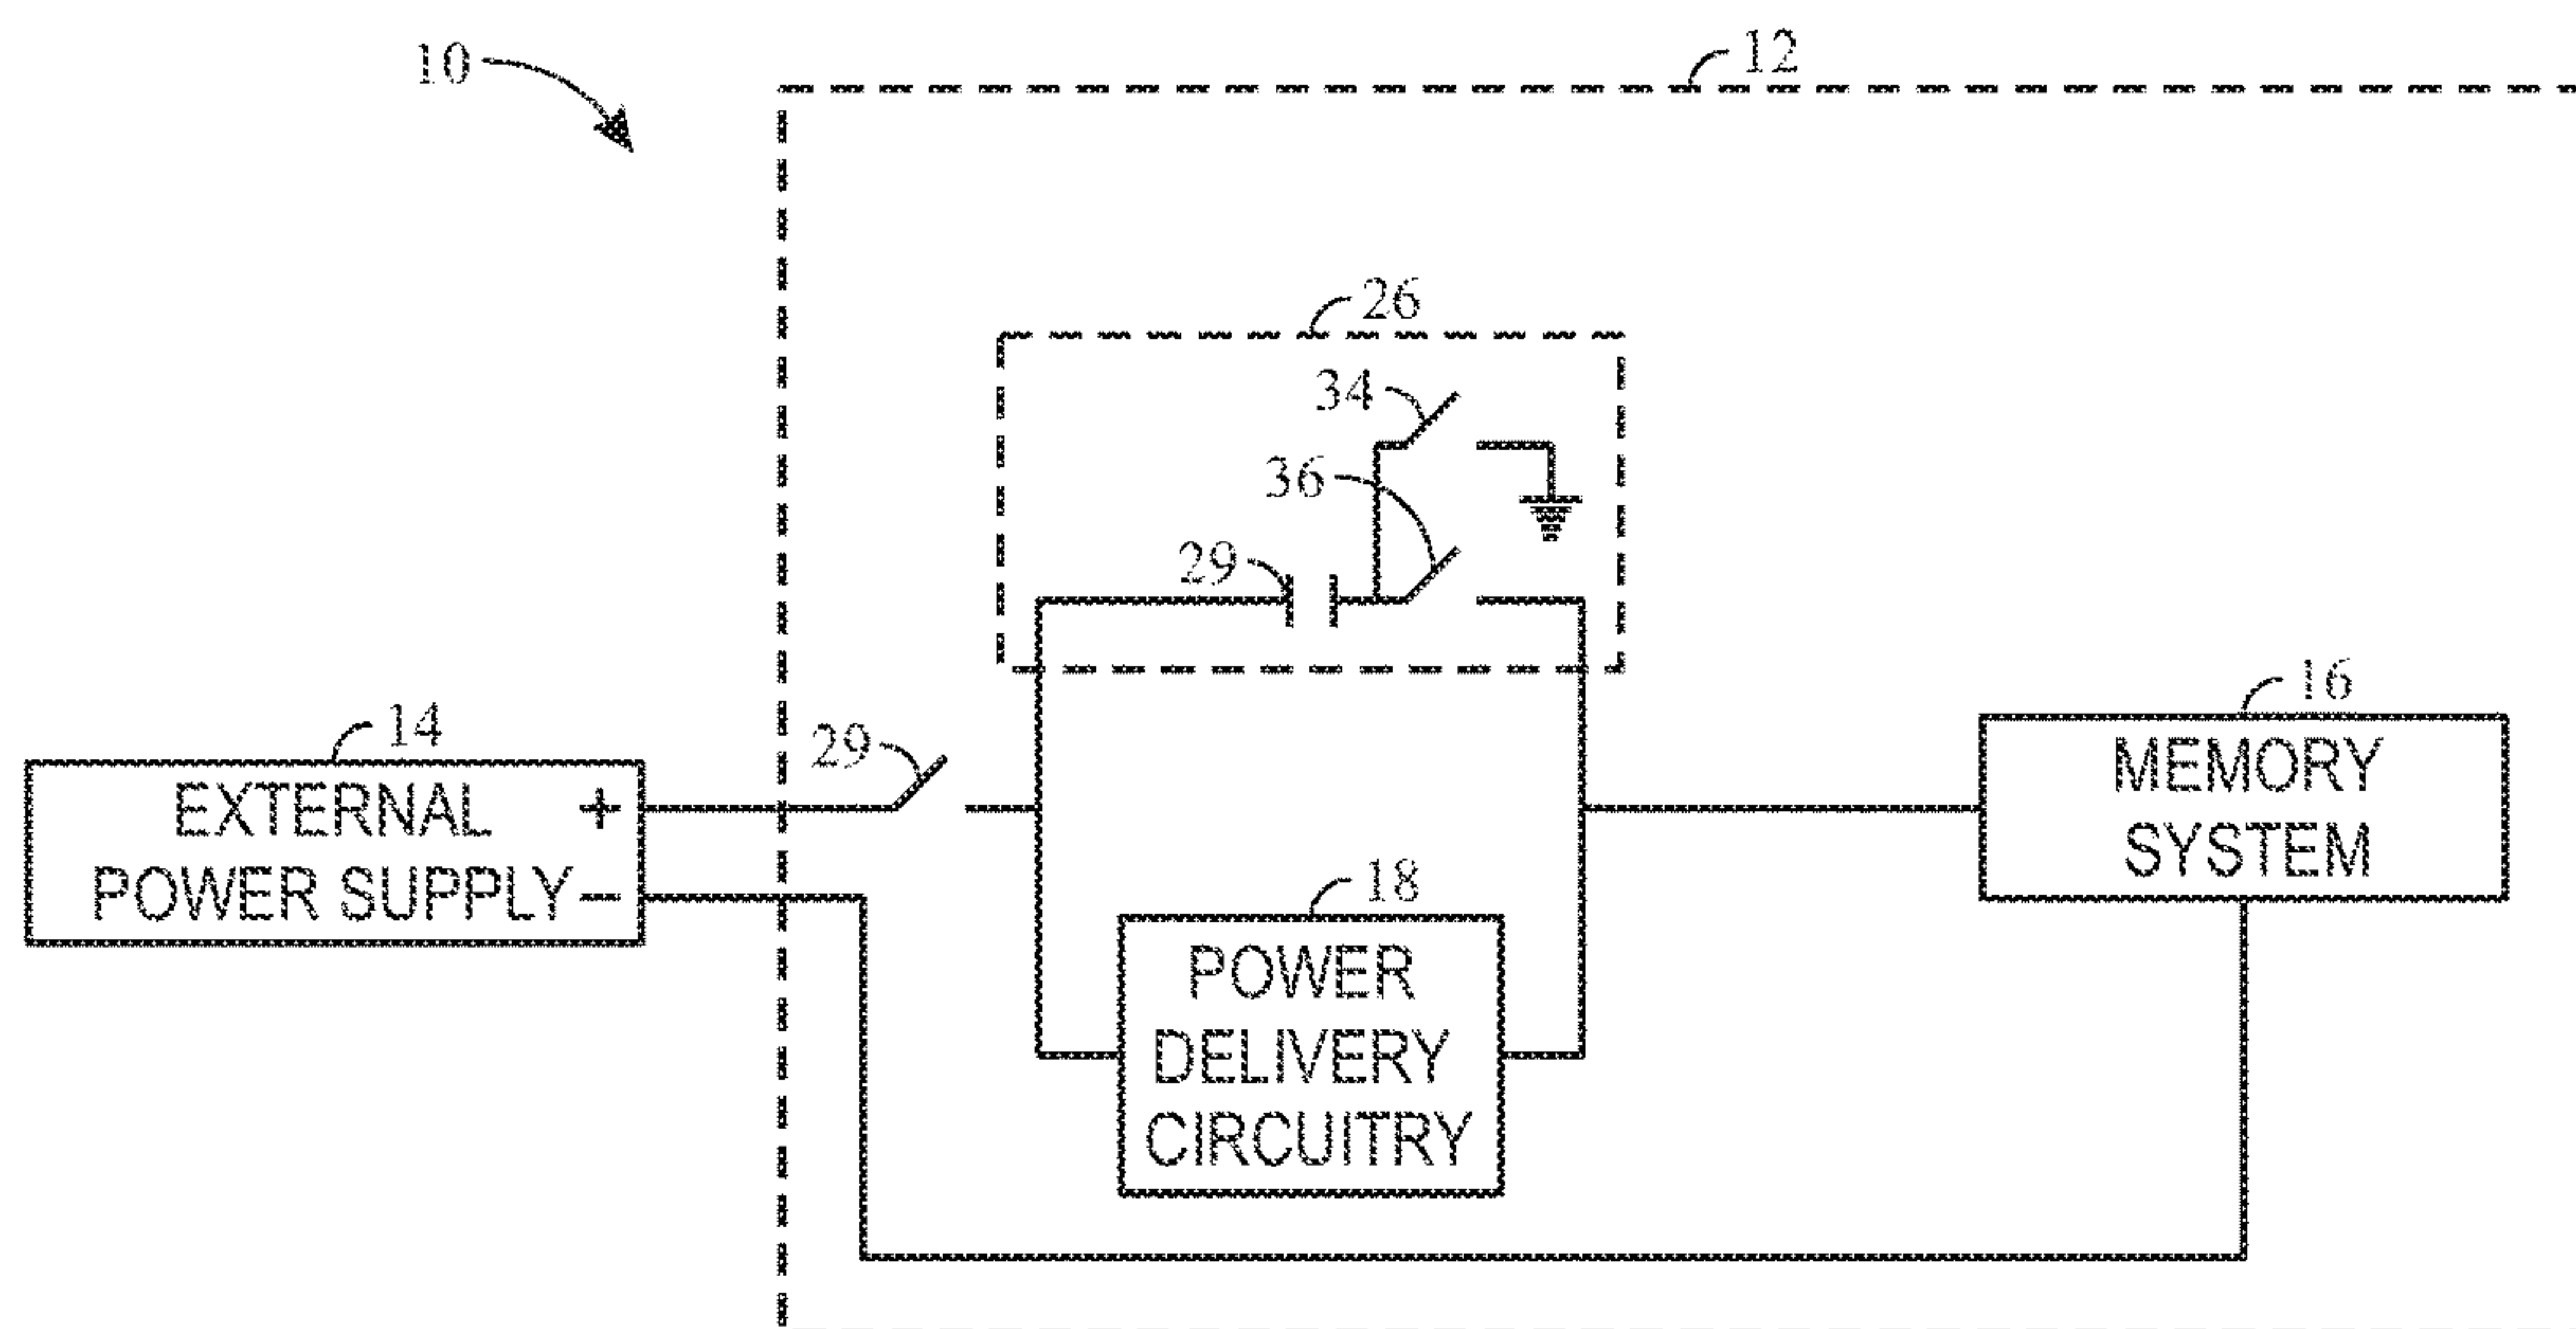 10
12
26
34
36
29
14
29
16
EXTERNAL +
POWER SUPPLY −
MEMORY
SYSTEM
18
POWER
DELIVERY
CIRCUITRY